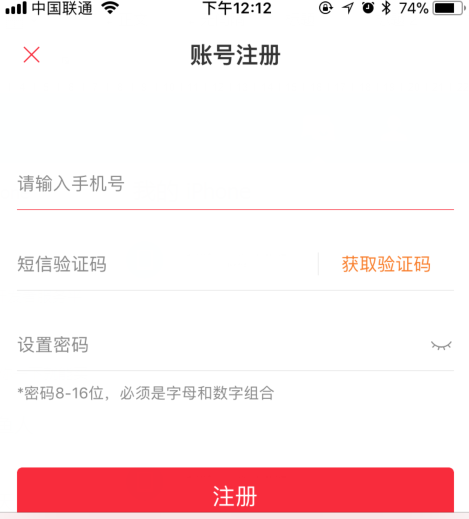 中国联通 下午12:12 74%
账号注册
请输入手机号
短信验证码 获取验证码
设置密码
*密码8-16位，必须是字母和数字组合
注册